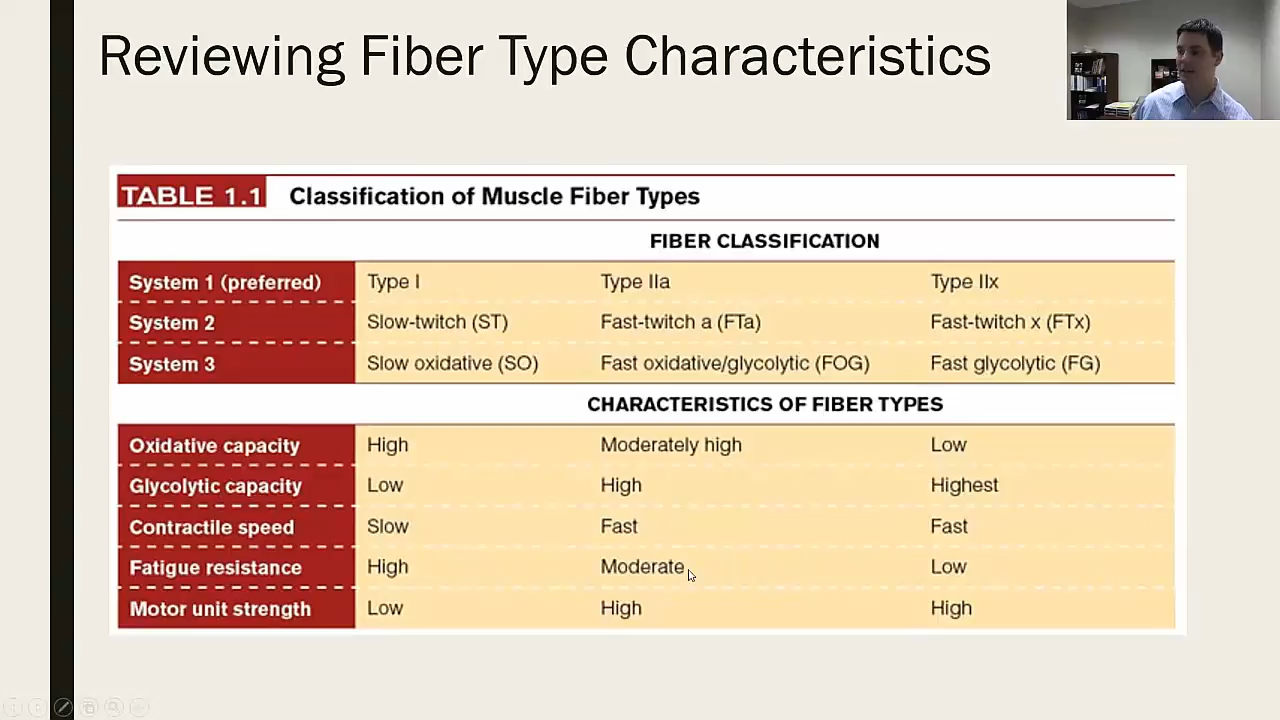 Reviewing Fiber Type Characteristics
TABLE 1.1 Classification of Muscle Fiber Types
FIBER CLASSIFICATION
System 1 (preferred) Type I Type IIa Type IIx
System 2 Slow-twitch (ST) Fast-twitch a (FTa) Fast-twitch x (FTx)
System 3 Slow oxidative (SO) Fast oxidative/glycolytic (FOG) Fast glycolytic (FG)
CHARACTERISTICS OF FIBER TYPES
Oxidative capacity High Moderately high Low
Glycolytic capacity Low High Highest
Contractile speed Slow Fast Fast
Fatigue resistance High Moderate Low
Motor unit strength Low High High